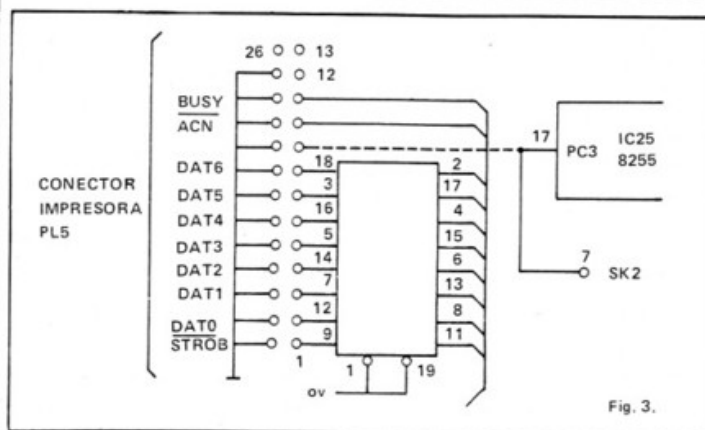 26 13
12
BUSY
ACN
17 PC3 IC25
8255
DAT6 18 2
DAT5 3 17
CONECTOR
IMPRESORA
PL5
DAT4 16 4
DAT3 5 15
DAT2 14 6
DAT1 7 13
7 SK2
12 8
DAT0
STROB 9 11
1 1 19
ov
Fig. 3.